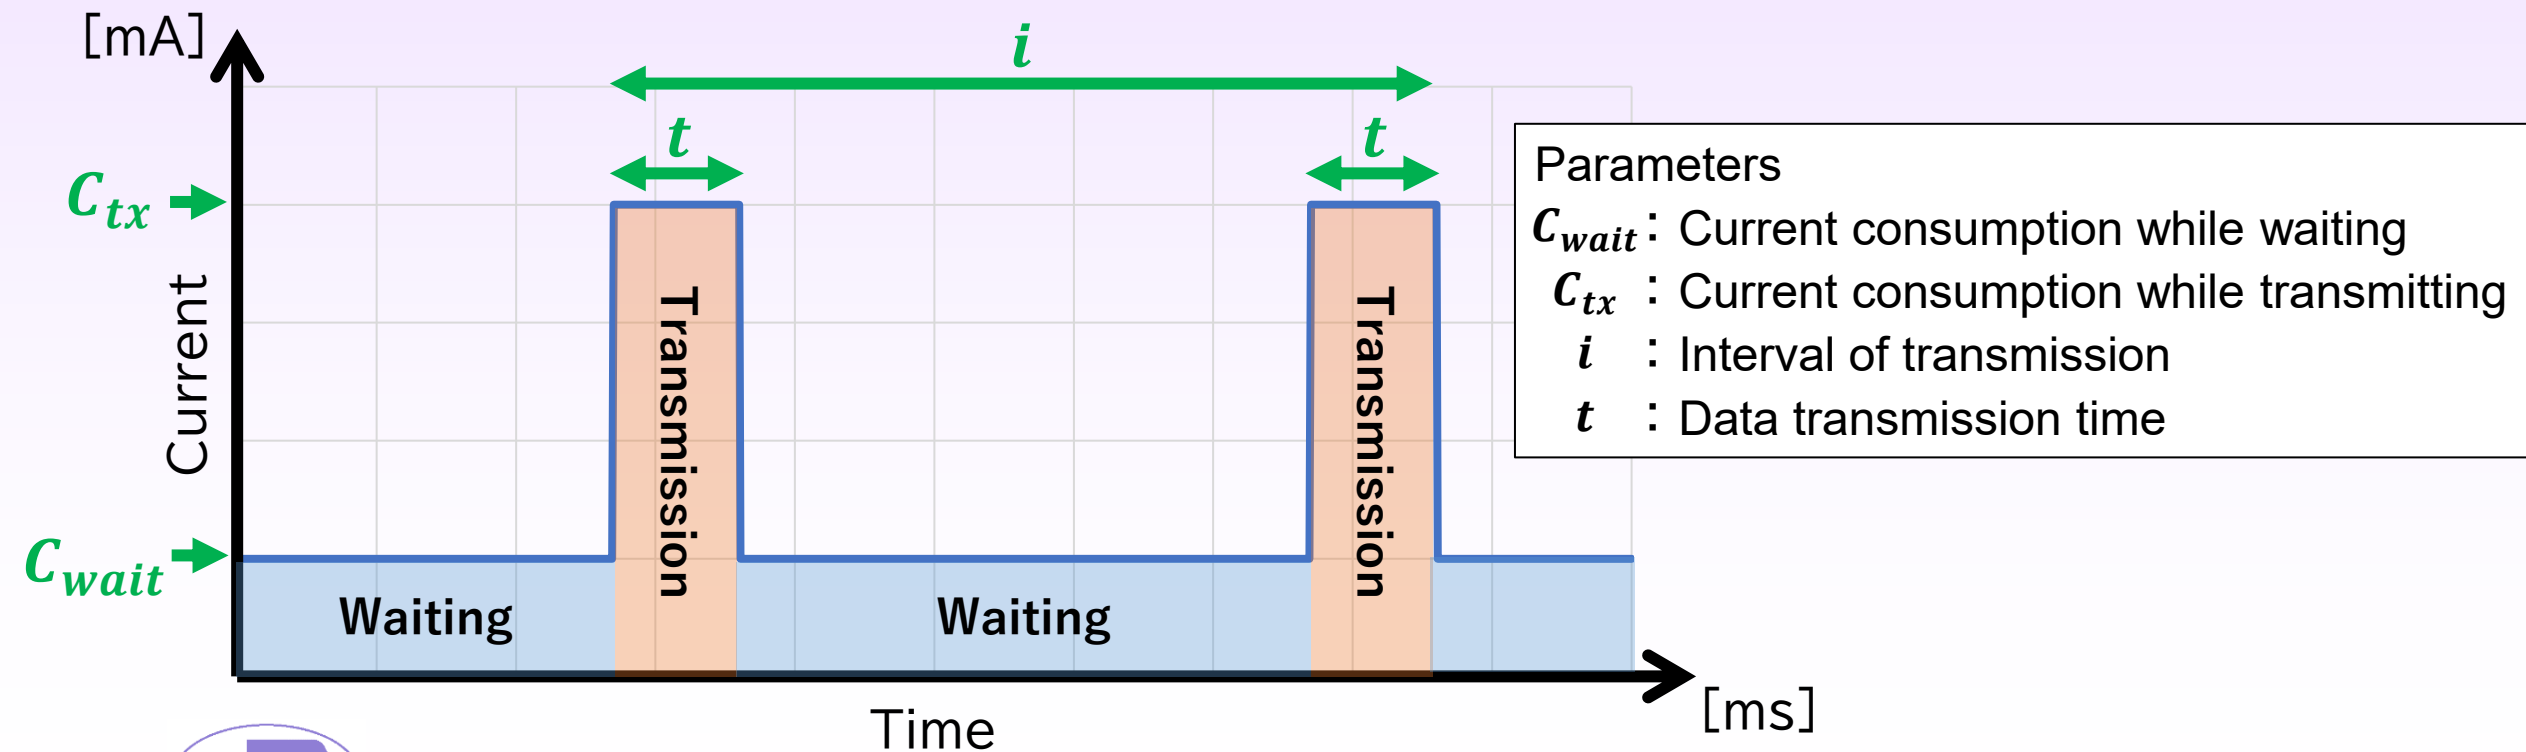 [mA]
i
t
t
C_tx
C_wait
Current
Transmission
Transmission
Waiting
Waiting
Time
[ms]
Parameters
C_wait : Current consumption while waiting
C_tx : Current consumption while transmitting
i : Interval of transmission
t : Data transmission time